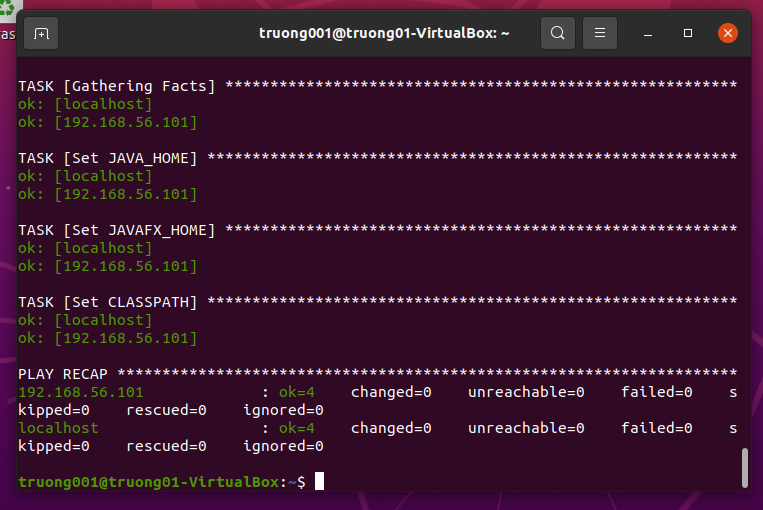 ras
truong001@truong01-VirtualBox: ~
TASK [Gathering Facts] *********************************************************
ok: [localhost]
ok: [192.168.56.101]
TASK [Set JAVA_HOME] ***********************************************************
ok: [localhost]
ok: [192.168.56.101]
TASK [Set JAVAFX_HOME] *********************************************************
ok: [localhost]
ok: [192.168.56.101]
TASK [Set CLASSPATH] ***********************************************************
ok: [localhost]
ok: [192.168.56.101]
PLAY RECAP *********************************************************************
192.168.56.101             : ok=4    changed=0    unreachable=0    failed=0    s
kipped=0    rescued=0    ignored=0
localhost                  : ok=4    changed=0    unreachable=0    failed=0    s
kipped=0    rescued=0    ignored=0
truong001@truong01-VirtualBox:~$